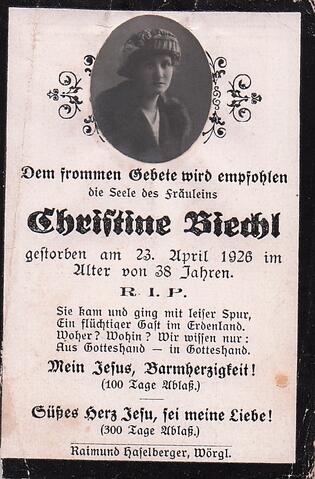 Dem frommen Gebete wird empfohlen
die Seele des Fräuleins
Christine Biechl
gestorben am 23. April 1926 im
Alter von 38 Jahren.
R. I. P.
Sie kam und ging mit leiser Spur,
Ein flüchtiger Gast im Erdenland.
Woher? Wohin? Wir wissen nur:
Aus Gotteshand — in Gotteshand.
Mein Jesus, Barmherzigkeit!
(100 Tage Ablaß.)
Süßes Herz Jesu, sei meine Liebe!
(300 Tage Ablaß.)
Raimund Haselberger, Wörgl.